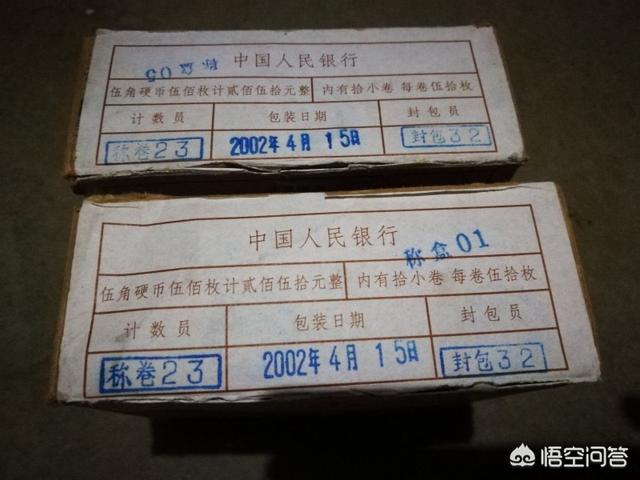 中国人民银行
称盒05
伍角硬币伍佰枚计贰佰伍拾元整 内有拾小卷 每卷伍拾枚
计数员 包装日期 封包员
称卷23 2002年4月15日 封包32
中国人民银行
称盒01
伍角硬币伍佰枚计贰佰伍拾元整 内有拾小卷 每卷伍拾枚
计数员 包装日期 封包员
称卷23 2002年4月15日 封包32
悟空问答